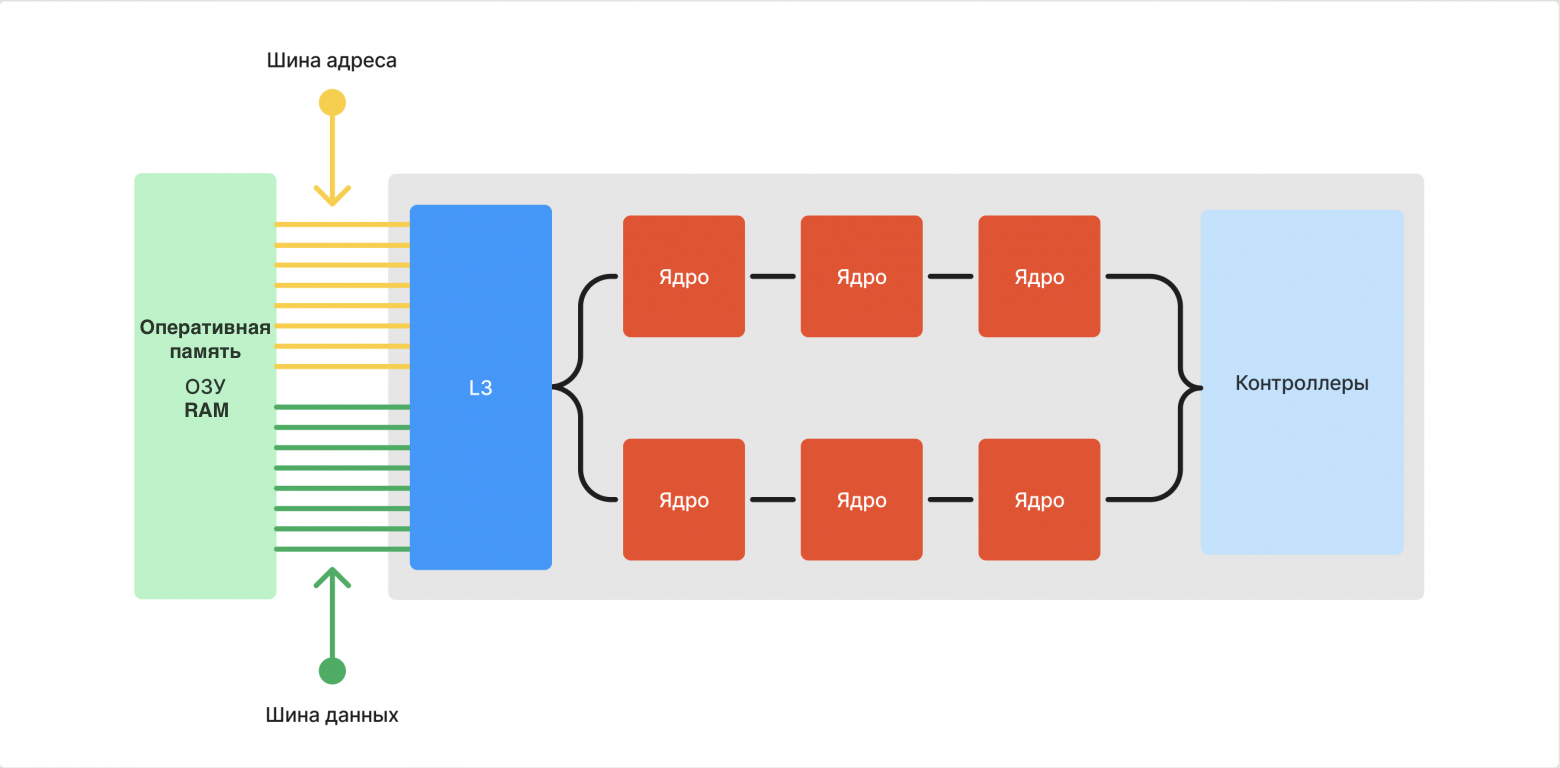 Шина адреса
Оперативная
память
ОЗУ
RAM
L3
Ядро
Ядро
Ядро
Ядро
Ядро
Ядро
Контроллеры
Шина данных